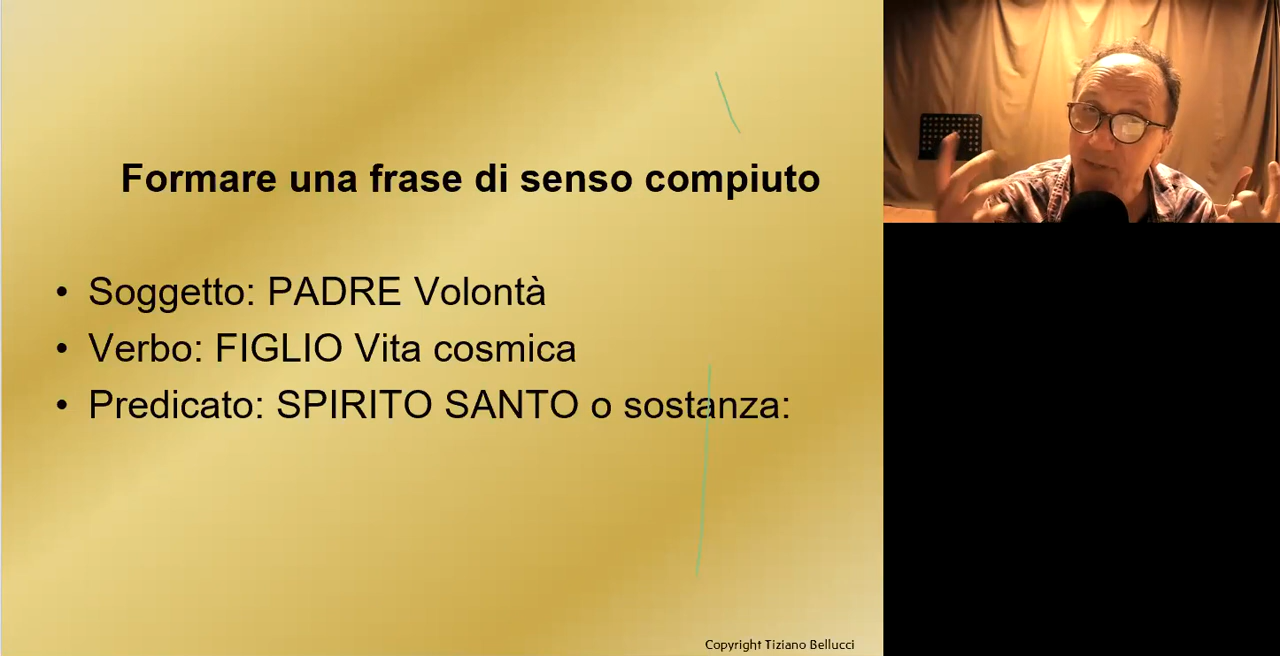 Formare una frase di senso compiuto
• Soggetto: PADRE Volontà
• Verbo: FIGLIO Vita cosmica
• Predicato: SPIRITO SANTO o sostanza:
Copyright Tiziano Bellucci